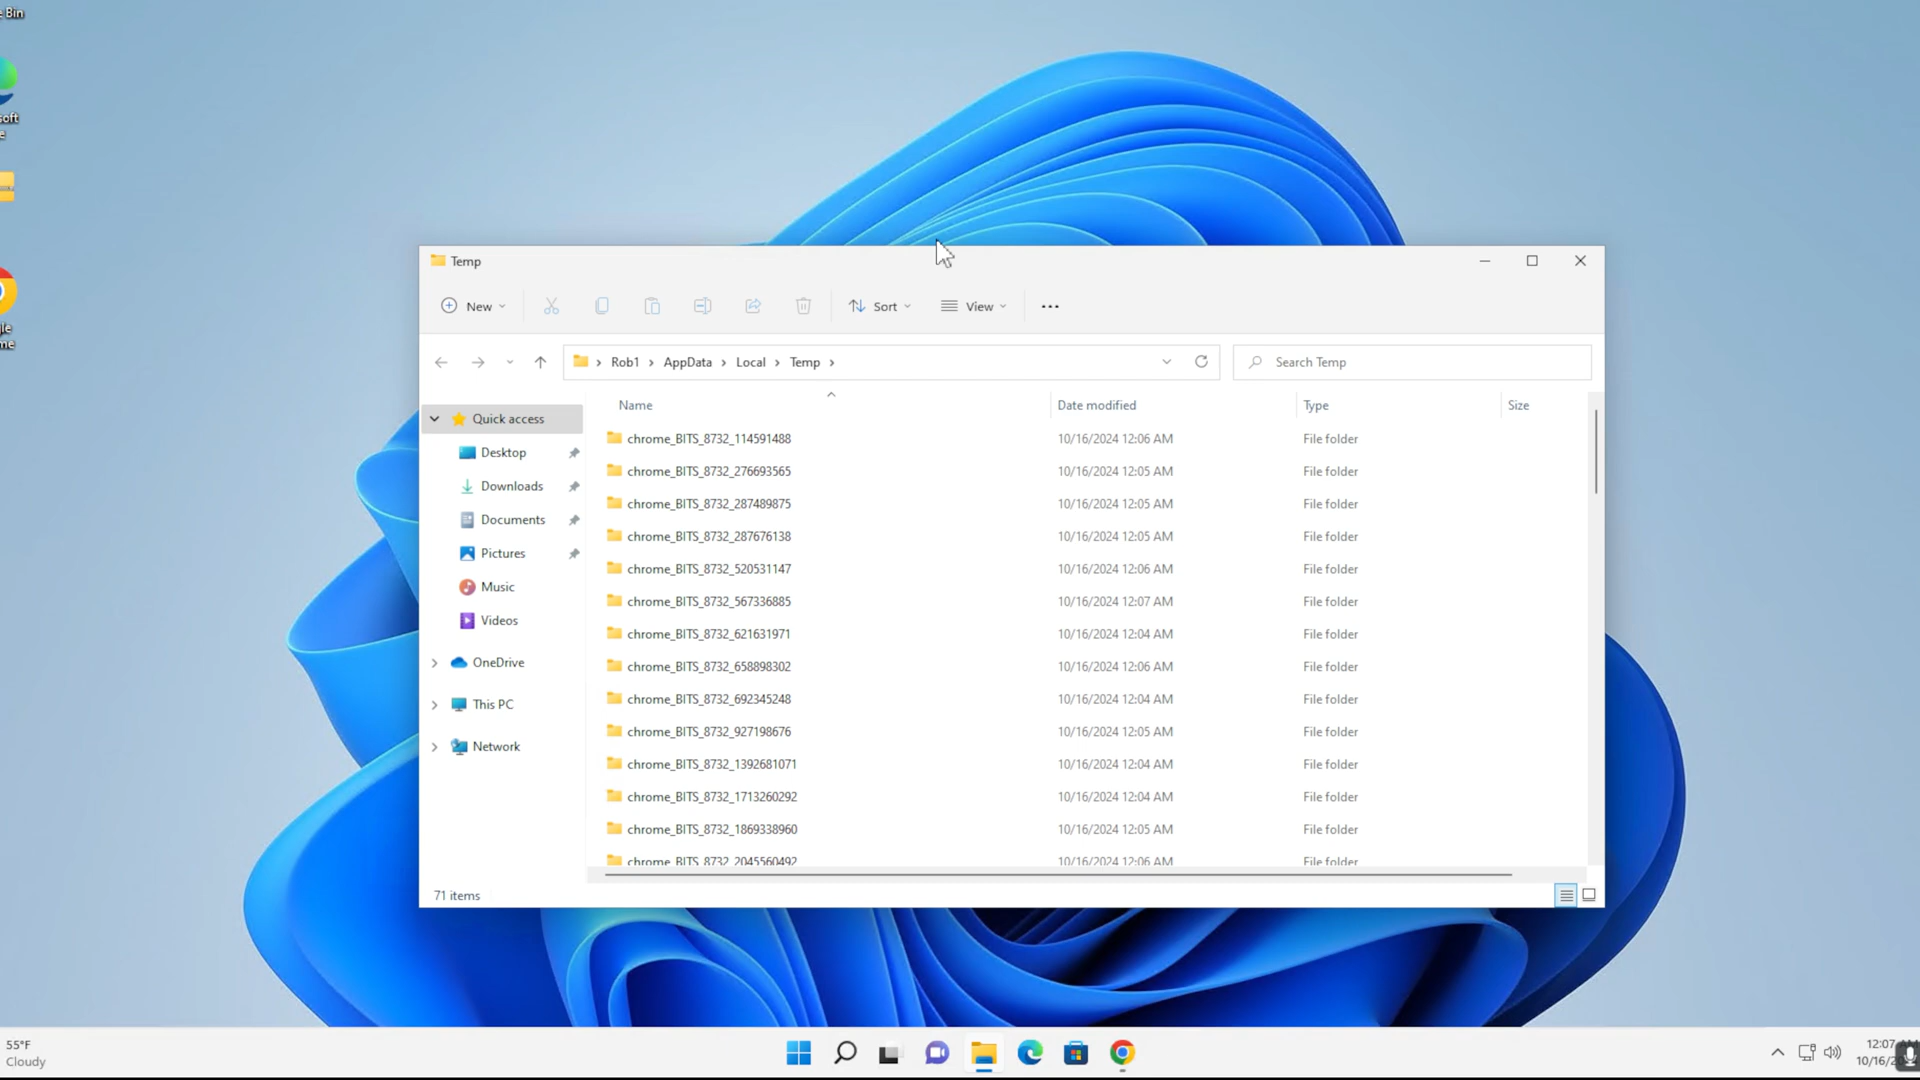 e Bin
soft
e
gle
me
Temp
New
Sort
View
Rob1 > AppData > Local > Temp >
Search Temp
Name
Date modified
Type
Size
Quick access
Desktop
Downloads
Documents
Pictures
Music
Videos
OneDrive
This PC
Network
chrome_BITS_8732_114591488 10/16/2024 12:06 AM File folder
chrome_BITS_8732_276693565 10/16/2024 12:05 AM File folder
chrome_BITS_8732_287489875 10/16/2024 12:05 AM File folder
chrome_BITS_8732_287676138 10/16/2024 12:05 AM File folder
chrome_BITS_8732_520531147 10/16/2024 12:06 AM File folder
chrome_BITS_8732_567336885 10/16/2024 12:07 AM File folder
chrome_BITS_8732_621631971 10/16/2024 12:04 AM File folder
chrome_BITS_8732_658898302 10/16/2024 12:06 AM File folder
chrome_BITS_8732_692345248 10/16/2024 12:04 AM File folder
chrome_BITS_8732_927198676 10/16/2024 12:05 AM File folder
chrome_BITS_8732_1392681071 10/16/2024 12:04 AM File folder
chrome_BITS_8732_1713260292 10/16/2024 12:04 AM File folder
chrome_BITS_8732_1869338960 10/16/2024 12:05 AM File folder
chrome_BITS_8732_2045560492 10/16/2024 12:06 AM File folder
71 items
55°F
Cloudy
12:07 AM
10/16/20